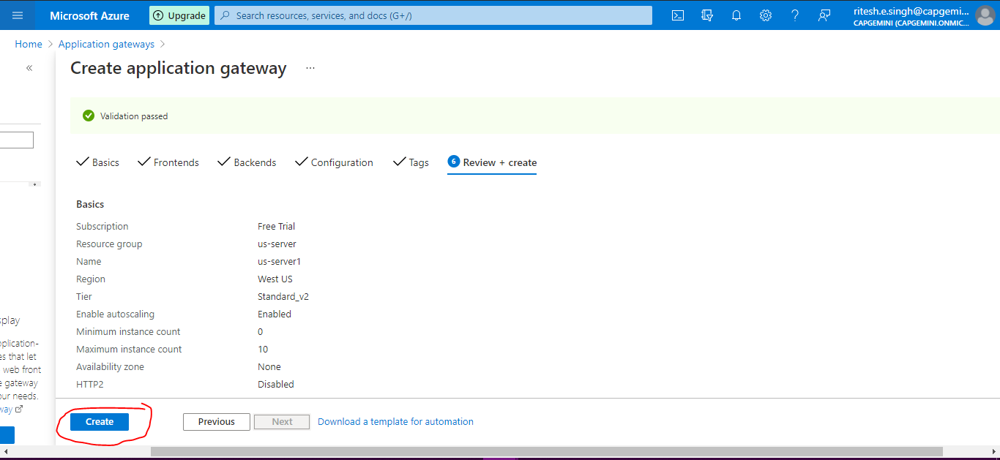 Microsoft Azure
Upgrade
Search resources, services, and docs (G+/)
ritesh.e.singh@capgemi...
CAPGEMINI (CAPGEMINI.ONMIC...
Home > Application gateways >
«
Create application gateway ...
Validation passed
Basics Frontends Backends Configuration Tags 6 Review + create
Basics
Subscription Free Trial
Resource group us-server
Name us-server1
Region West US
Tier Standard_v2
Enable autoscaling Enabled
Minimum instance count 0
Maximum instance count 10
Availability zone None
HTTP2 Disabled
splay
plication-
es that let
web front
e gateway
our needs.
way
Create Previous Next Download a template for automation